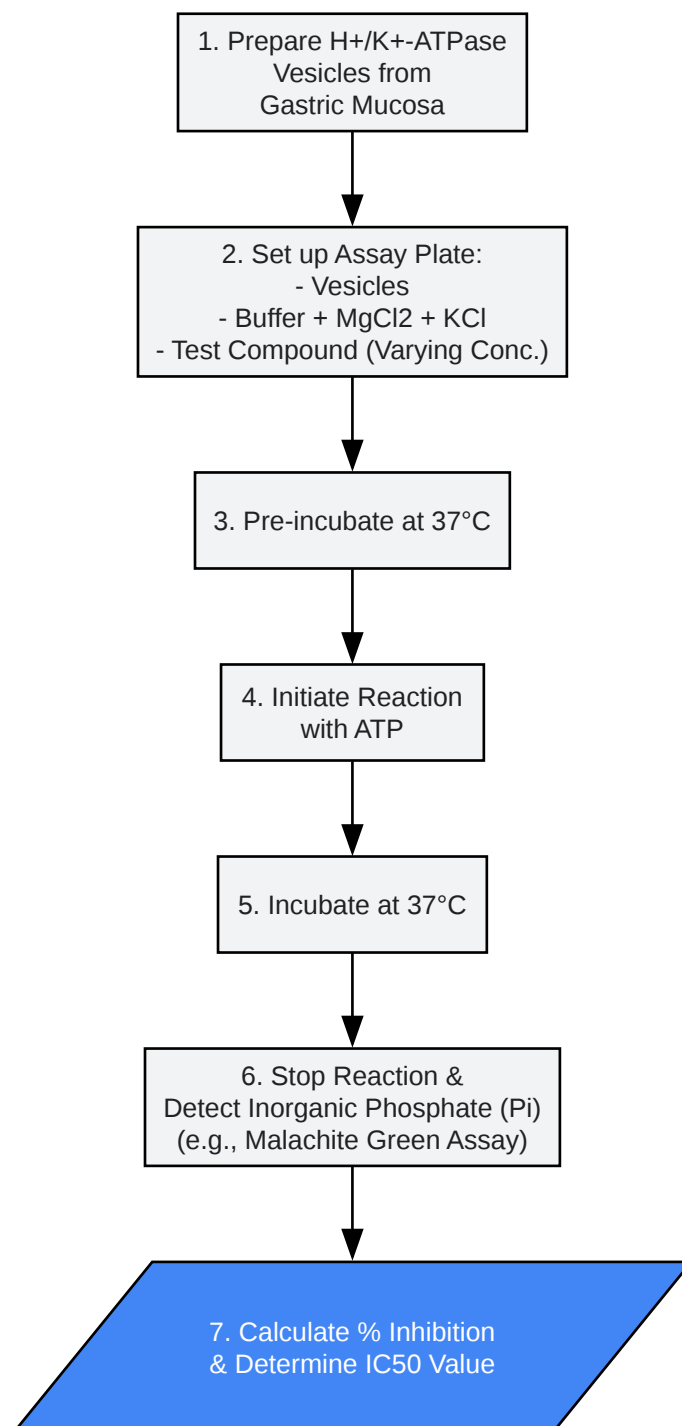 1. Prepare H+/K+-ATPase
Vesicles from
Gastric Mucosa
2. Set up Assay Plate:
- Vesicles
- Buffer + MgCl2 + KCl
- Test Compound (Varying Conc.)
3. Pre-incubate at 37°C
4. Initiate Reaction
with ATP
5. Incubate at 37°C
6. Stop Reaction &
Detect Inorganic Phosphate (Pi)
(e.g., Malachite Green Assay)
7. Calculate % Inhibition
& Determine IC50 Value